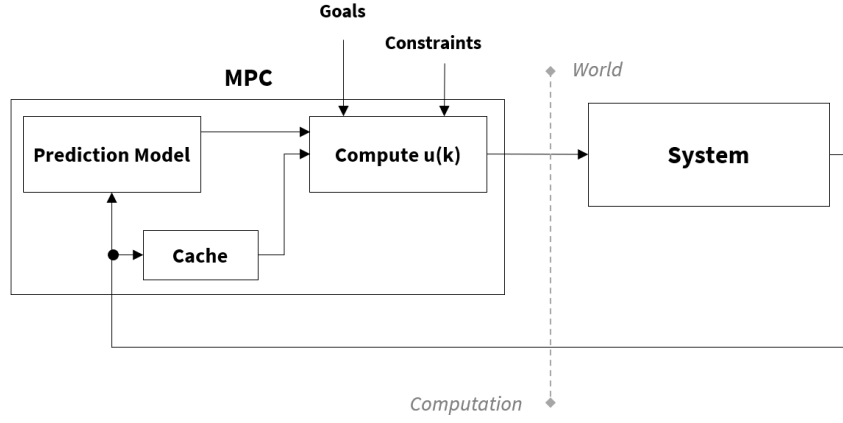 Goals
Constraints
MPC
World
Prediction Model
Compute u(k)
System
Cache
Computation